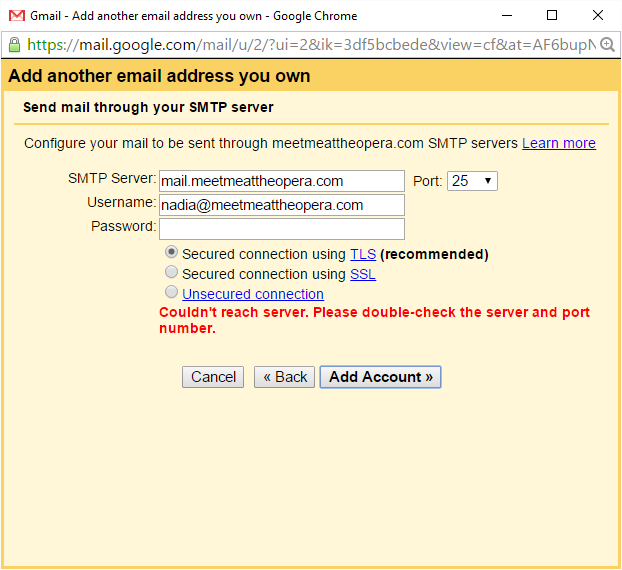 Gmail - Add another email address you own - Google Chrome
https://mail.google.com/mail/u/2/?ui=2&ik=3df5bcbede&view=cf&at=AF6bupN
Add another email address you own
Send mail through your SMTP server
Configure your mail to be sent through meetmeattheopera.com SMTP servers Learn more
SMTP Server: mail.meetmeattheopera.com Port: 25
Username: nadia@meetmeattheopera.com
Password:
Secured connection using TLS (recommended)
Secured connection using SSL
Unsecured connection
Couldn't reach server. Please double-check the server and port
number.
Cancel « Back Add Account »